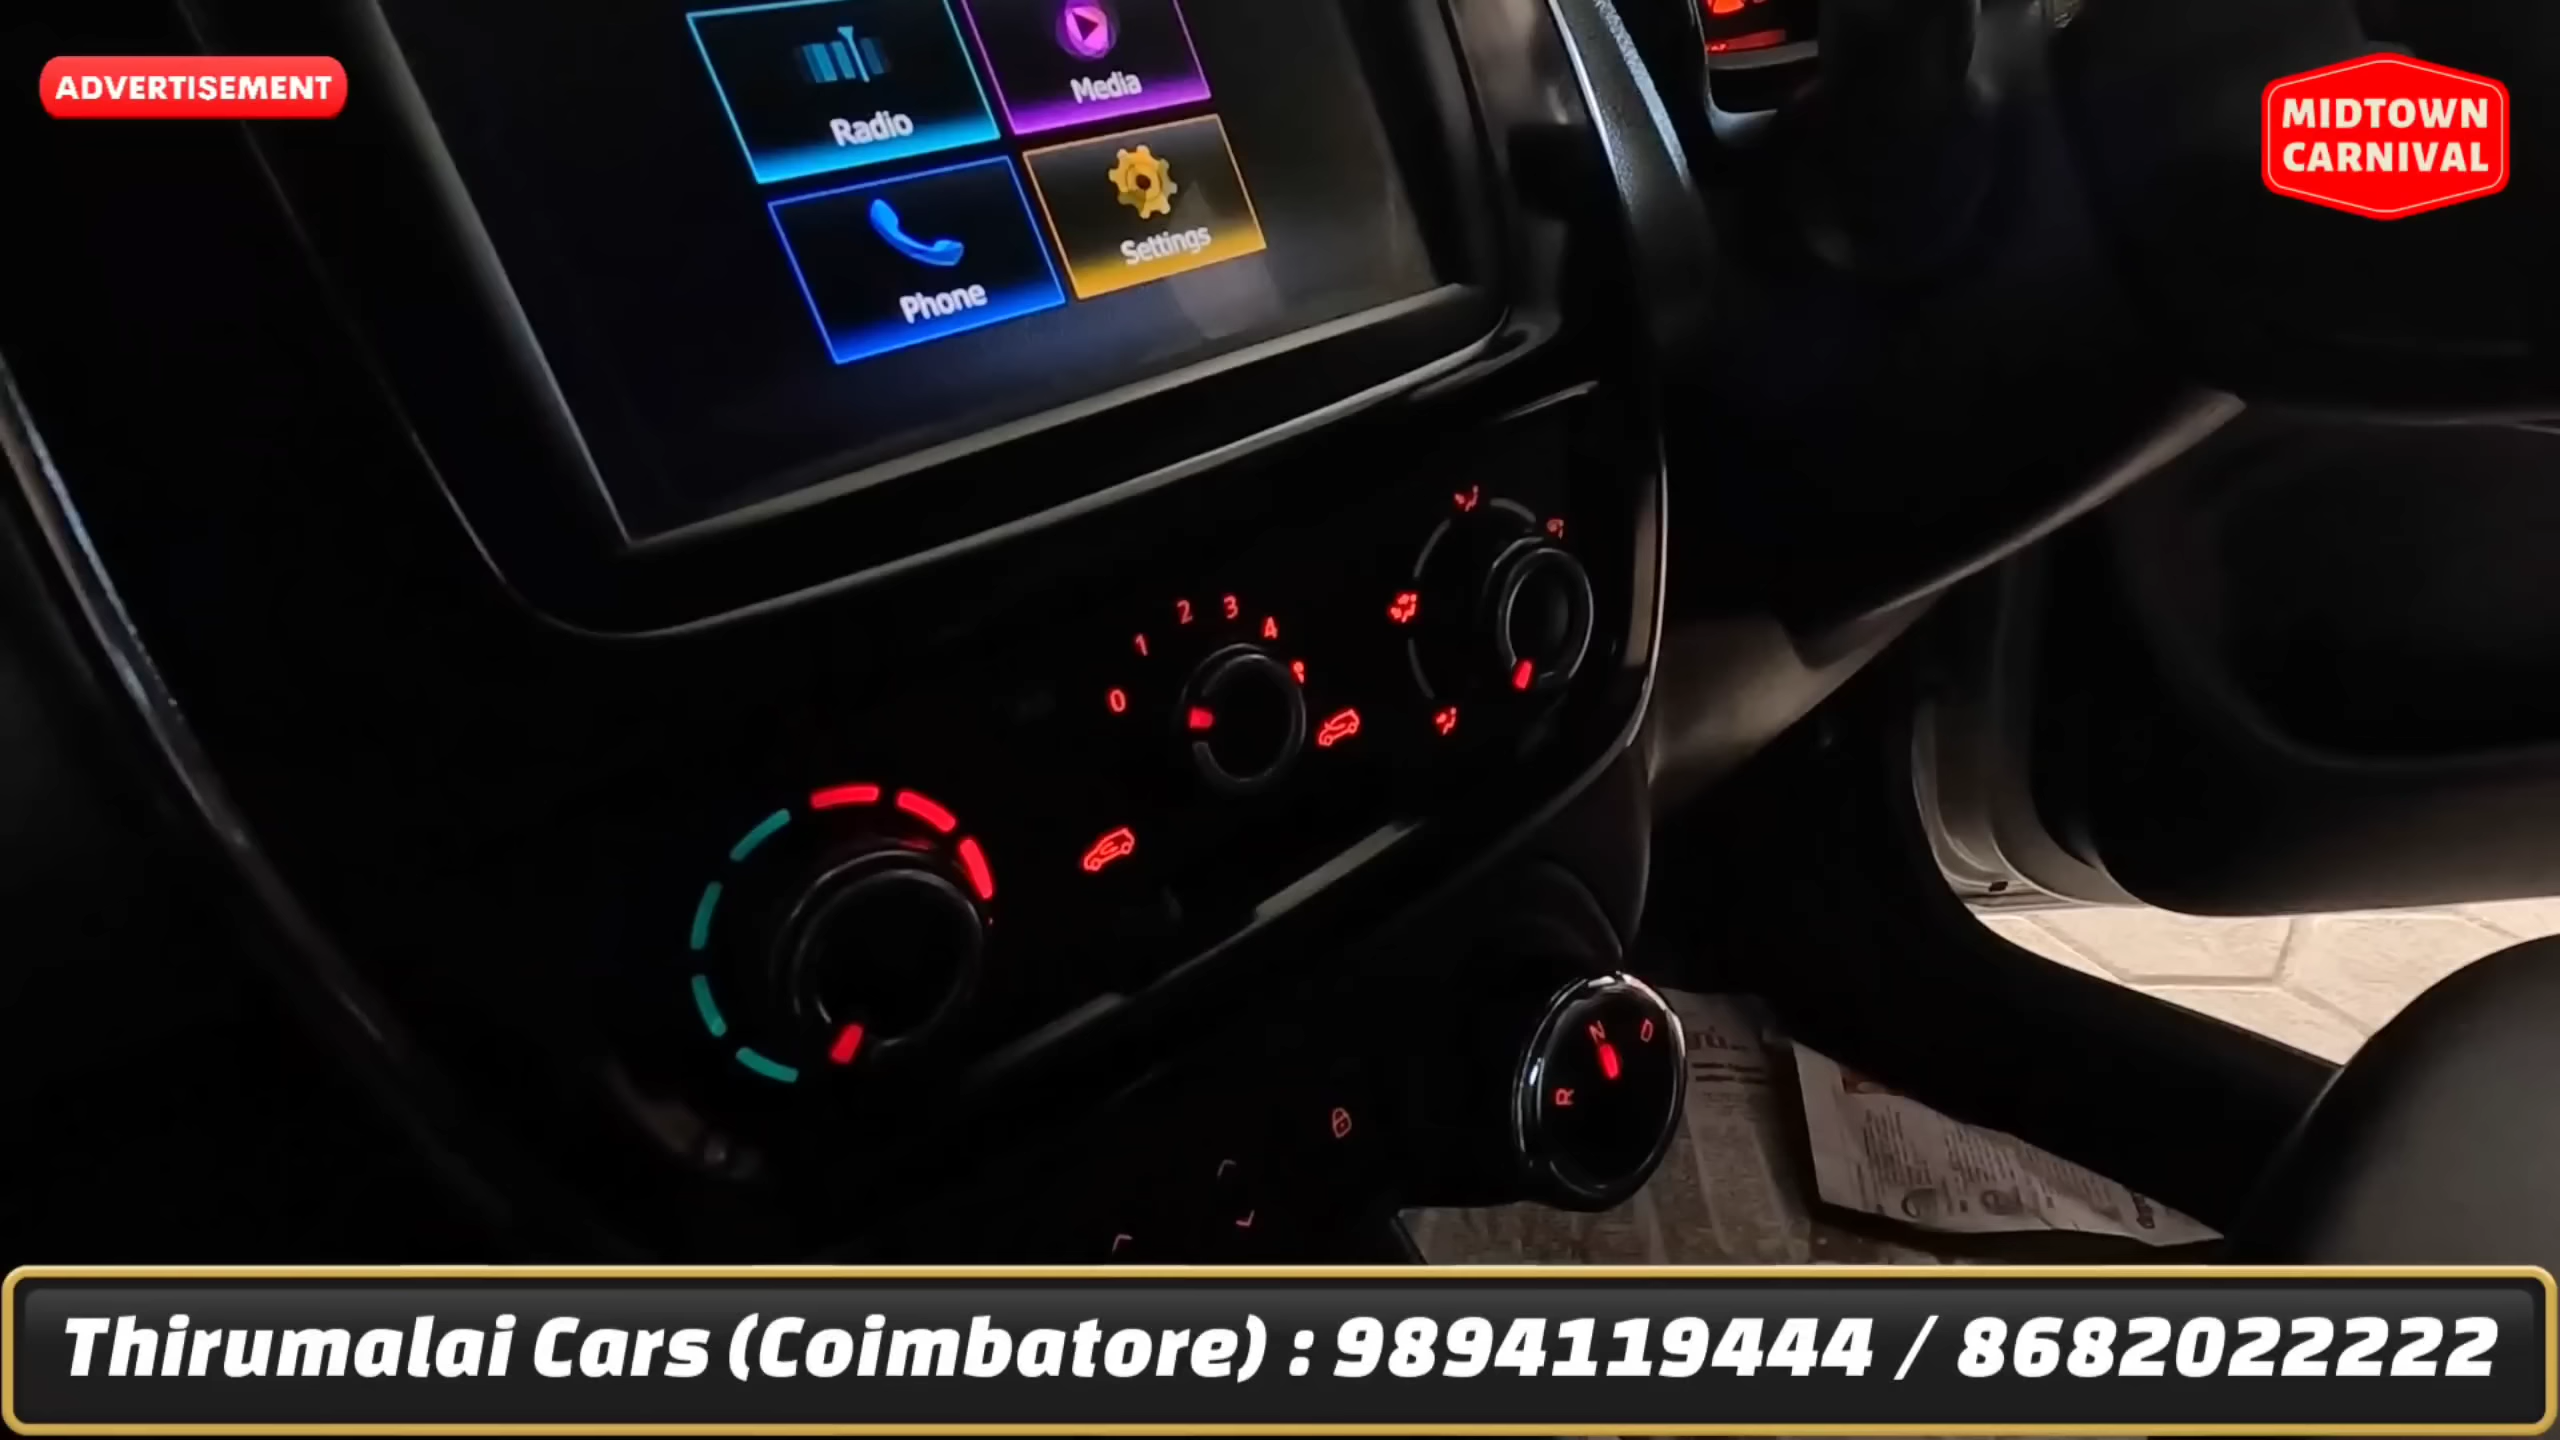 ADVERTISEMENT
MIDTOWN
CARNIVAL
Radio
Media
Phone
Settings
0 1 2 3 4
R N D
Thirumalai Cars (Coimbatore) : 9894119444 / 8682022222